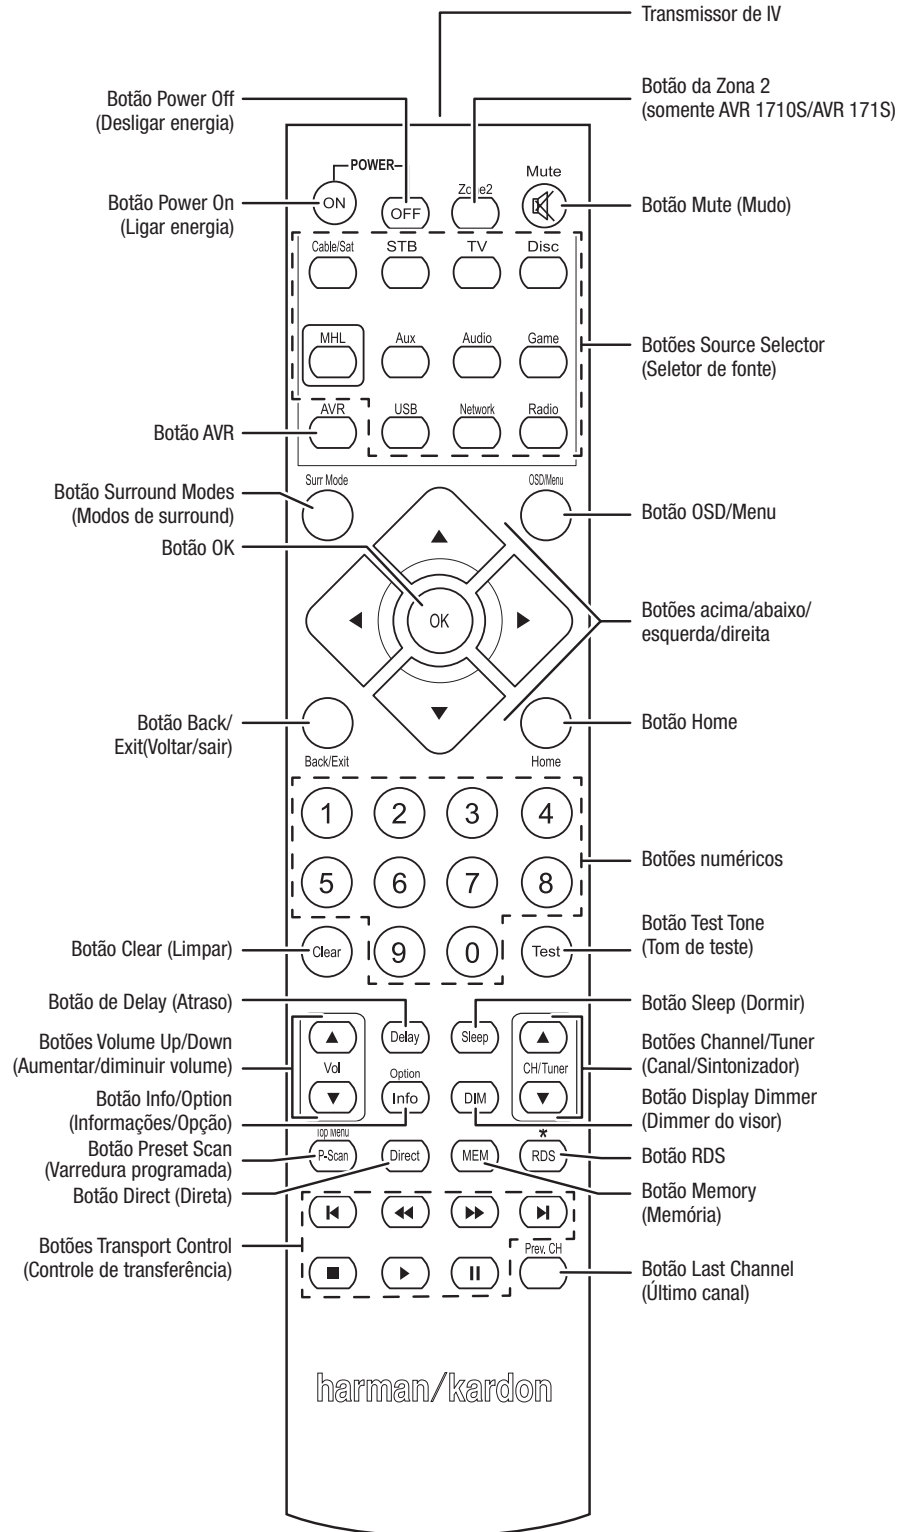 Transmissor de IV
Botão da Zona 2
(somente AVR 1710S/AVR 171S)
Botão Power Off
(Desligar energia)
POWER
Mute
Botão Power On
(Ligar energia)
ON
OFF
Zone2
Botão Mute (Mudo)
Cable/Sat
STB
TV
Disc
MHL
Aux
Audio
Game
Botões Source Selector
(Seletor de fonte)
AVR
USB
Network
Radio
Botão AVR
Surr Mode
OSD/Menu
Botão Surround Modes
(Modos de surround)
Botão OSD/Menu
Botão OK
OK
Botões acima/abaixo/
esquerda/direita
Botão Back/
Exit(Voltar/sair)
Botão Home
Back/Exit
Home
1
2
3
4
Botões numéricos
5
6
7
8
Botão Test Tone
(Tom de teste)
Botão Clear (Limpar)
Clear
9
0
Test
Botão de Delay (Atraso)
Botão Sleep (Dormir)
Botões Volume Up/Down
(Aumentar/diminuir volume)
Delay
Sleep
Botões Channel/Tuner
(Canal/Sintonizador)
Vol
CH/Tuner
Option
Botão Info/Option
(Informações/Opção)
Info
DIM
Botão Display Dimmer
(Dimmer do visor)
Top Menu
*
Botão Preset Scan
(Varredura programada)
P-Scan
Direct
MEM
RDS
Botão RDS
Botão Direct (Direta)
Botão Memory
(Memória)
Botões Transport Control
(Controle de transferência)
Prev. CH
Botão Last Channel
(Último canal)
harman/kardon